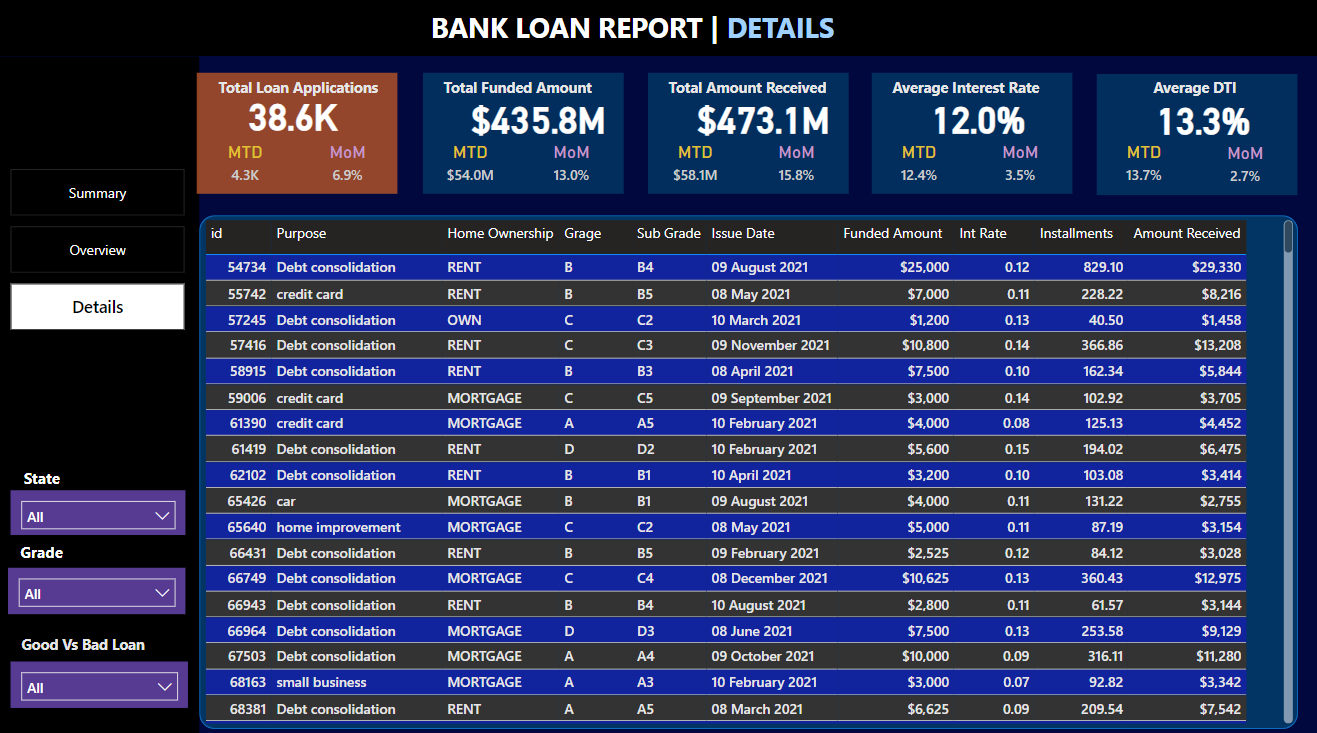 BANK LOAN REPORT | DETAILS
Total Loan Applications
38.6K
MTD MoM
4.3K 6.9%
Total Funded Amount
$435.8M
MTD MoM
$54.0M 13.0%
Total Amount Received
$473.1M
MTD MoM
$58.1M 15.8%
Average Interest Rate
12.0%
MTD MoM
12.4% 3.5%
Average DTI
13.3%
MTD MoM
13.7% 2.7%
Summary
Overview
Details
State
All
Grade
All
Good Vs Bad Loan
All
id Purpose Home Ownership Grage Sub Grade Issue Date Funded Amount Int Rate Installments Amount Received
54734 Debt consolidation RENT B B4 09 August 2021 $25,000 0.12 829.10 $29,330
55742 credit card RENT B B5 08 May 2021 $7,000 0.11 228.22 $8,216
57245 Debt consolidation OWN C C2 10 March 2021 $1,200 0.13 40.50 $1,458
57416 Debt consolidation RENT C C3 09 November 2021 $10,800 0.14 366.86 $13,208
58915 Debt consolidation RENT B B3 08 April 2021 $7,500 0.10 162.34 $5,844
59006 credit card MORTGAGE C C5 09 September 2021 $3,000 0.14 102.92 $3,705
61390 credit card MORTGAGE A A5 10 February 2021 $4,000 0.08 125.13 $4,452
61419 Debt consolidation RENT D D2 10 February 2021 $5,600 0.15 194.02 $6,475
62102 Debt consolidation RENT B B1 10 April 2021 $3,200 0.10 103.08 $3,414
65426 car MORTGAGE B B1 09 August 2021 $4,000 0.11 131.22 $2,755
65640 home improvement MORTGAGE C C2 08 May 2021 $5,000 0.11 87.19 $3,154
66431 Debt consolidation RENT B B5 09 February 2021 $2,525 0.12 84.12 $3,028
66749 Debt consolidation MORTGAGE C C4 08 December 2021 $10,625 0.13 360.43 $12,975
66943 Debt consolidation RENT B B4 10 August 2021 $2,800 0.11 61.57 $3,144
66964 Debt consolidation MORTGAGE D D3 08 June 2021 $7,500 0.13 253.58 $9,129
67503 Debt consolidation MORTGAGE A A4 09 October 2021 $10,000 0.09 316.11 $11,280
68163 small business MORTGAGE A A3 10 February 2021 $3,000 0.07 92.82 $3,342
68381 Debt consolidation RENT A A5 08 March 2021 $6,625 0.09 209.54 $7,542